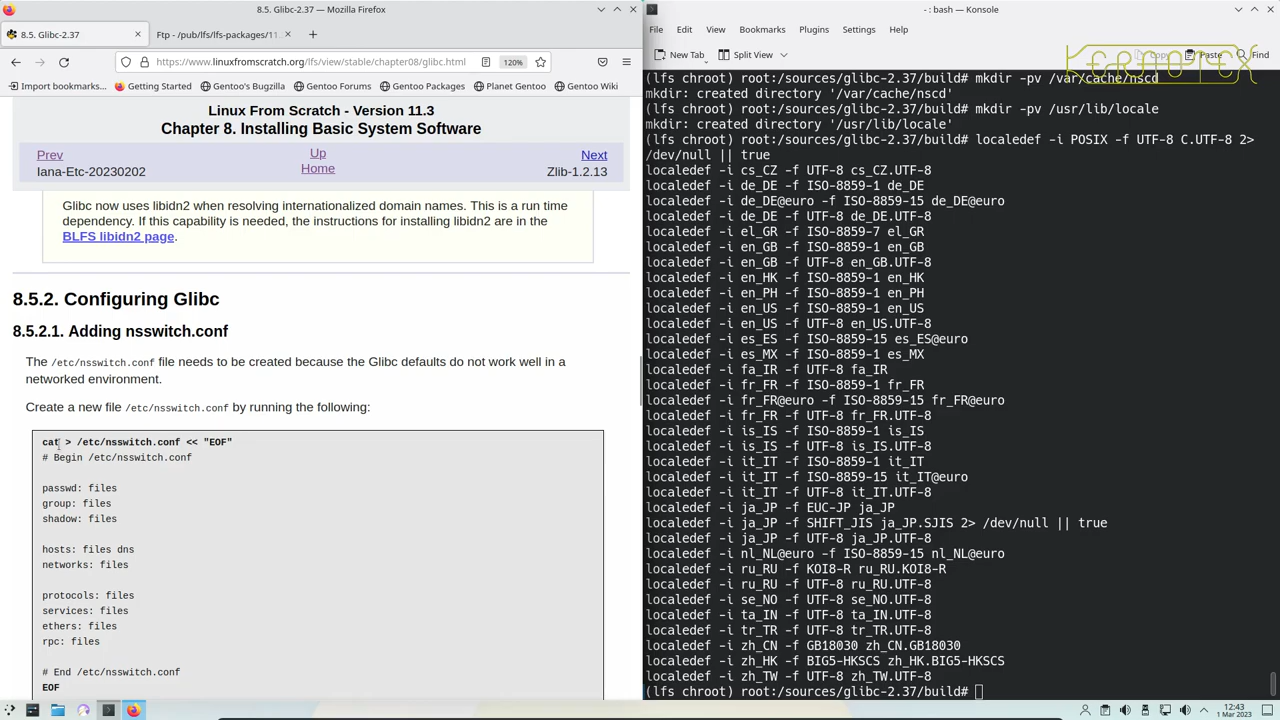 8.5. Glibc-2.37 — Mozilla Firefox
8.5. Glibc-2.37
Ftp - /pub/lfs/lfs-packages/11.
https://www.linuxfromscratch.org/lfs/view/stable/chapter08/glibc.html
120%
Import bookmarks...
Getting Started
Gentoo's Bugzilla
Gentoo Forums
Gentoo Packages
Planet Gentoo
Gentoo Wiki
Linux From Scratch - Version 11.3
Chapter 8. Installing Basic System Software
Prev
Up
Next
Iana-Etc-20230202
Home
Zlib-1.2.13
Glibc now uses libidn2 when resolving internationalized domain names. This is a run time
dependency. If this capability is needed, the instructions for installing libidn2 are in the
BLFS libidn2 page.
8.5.2. Configuring Glibc
8.5.2.1. Adding nsswitch.conf
The /etc/nsswitch.conf file needs to be created because the Glibc defaults do not work well in a
networked environment.
Create a new file /etc/nsswitch.conf by running the following:
cat > /etc/nsswitch.conf << "EOF"
# Begin /etc/nsswitch.conf
passwd: files
group: files
shadow: files
hosts: files dns
networks: files
protocols: files
services: files
ethers: files
rpc: files
# End /etc/nsswitch.conf
EOF
- : bash — Konsole
File Edit View Bookmarks Plugins Settings Help
New Tab
Split View
Copy
Paste
Find
KERNOTEX
(lfs chroot) root:/sources/glibc-2.37/build# mkdir -pv /var/cache/nscd
mkdir: created directory '/var/cache/nscd'
(lfs chroot) root:/sources/glibc-2.37/build# mkdir -pv /usr/lib/locale
mkdir: created directory '/usr/lib/locale'
(lfs chroot) root:/sources/glibc-2.37/build# localedef -i POSIX -f UTF-8 C.UTF-8 2>
/dev/null || true
localedef -i cs_CZ -f UTF-8 cs_CZ.UTF-8
localedef -i de_DE -f ISO-8859-1 de_DE
localedef -i de_DE@euro -f ISO-8859-15 de_DE@euro
localedef -i de_DE -f UTF-8 de_DE.UTF-8
localedef -i el_GR -f ISO-8859-7 el_GR
localedef -i en_GB -f ISO-8859-1 en_GB
localedef -i en_GB -f UTF-8 en_GB.UTF-8
localedef -i en_HK -f ISO-8859-1 en_HK
localedef -i en_PH -f ISO-8859-1 en_PH
localedef -i en_US -f ISO-8859-1 en_US
localedef -i en_US -f UTF-8 en_US.UTF-8
localedef -i es_ES -f ISO-8859-15 es_ES@euro
localedef -i es_MX -f ISO-8859-1 es_MX
localedef -i fa_IR -f UTF-8 fa_IR
localedef -i fr_FR -f ISO-8859-1 fr_FR
localedef -i fr_FR@euro -f ISO-8859-15 fr_FR@euro
localedef -i fr_FR -f UTF-8 fr_FR.UTF-8
localedef -i is_IS -f ISO-8859-1 is_IS
localedef -i is_IS -f UTF-8 is_IS.UTF-8
localedef -i it_IT -f ISO-8859-1 it_IT
localedef -i it_IT -f ISO-8859-15 it_IT@euro
localedef -i it_IT -f UTF-8 it_IT.UTF-8
localedef -i ja_JP -f EUC-JP ja_JP
localedef -i ja_JP -f SHIFT_JIS ja_JP.SJIS 2> /dev/null || true
localedef -i ja_JP -f UTF-8 ja_JP.UTF-8
localedef -i nl_NL@euro -f ISO-8859-15 nl_NL@euro
localedef -i ru_RU -f KOI8-R ru_RU.KOI8-R
localedef -i ru_RU -f UTF-8 ru_RU.UTF-8
localedef -i se_NO -f UTF-8 se_NO.UTF-8
localedef -i ta_IN -f UTF-8 ta_IN.UTF-8
localedef -i tr_TR -f UTF-8 tr_TR.UTF-8
localedef -i zh_CN -f GB18030 zh_CN.GB18030
localedef -i zh_HK -f BIG5-HKSCS zh_HK.BIG5-HKSCS
localedef -i zh_TW -f UTF-8 zh_TW.UTF-8
(lfs chroot) root:/sources/glibc-2.37/build#
12:43
1 Mar 2023